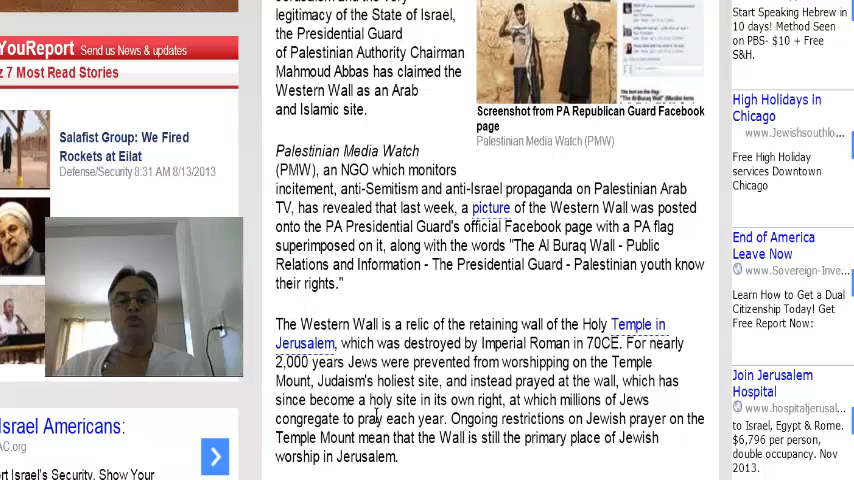 YouReport Send us News & updates
z 7 Most Read Stories
Salafist Group: We Fired
Rockets at Eilat
Defense/Security 8:31 AM 8/13/2013
Israel Americans:
AC.org
rt Israel's Security. Show Your
legitimacy of the State of Israel,
the Presidential Guard
of Palestinian Authority Chairman
Mahmoud Abbas has claimed the
Western Wall as an Arab
and Islamic site.
Screenshot from PA Republican Guard Facebook
page
Palestinian Media Watch (PMW)
Palestinian Media Watch
(PMW), an NGO which monitors
incitement, anti-Semitism and anti-Israel propaganda on Palestinian Arab
TV, has revealed that last week, a picture of the Western Wall was posted
onto the PA Presidential Guard's official Facebook page with a PA flag
superimposed on it, along with the words "The Al Buraq Wall - Public
Relations and Information - The Presidential Guard - Palestinian youth know
their rights."
The Western Wall is a relic of the retaining wall of the Holy Temple in
Jerusalem, which was destroyed by Imperial Roman in 70CE. For nearly
2,000 years Jews were prevented from worshipping on the Temple
Mount, Judaism's holiest site, and instead prayed at the wall, which has
since become a holy site in its own right, at which millions of Jews
congregate to pray each year. Ongoing restrictions on Jewish prayer on the
Temple Mount mean that the Wall is still the primary place of Jewish
worship in Jerusalem.
Start Speaking Hebrew in
10 days! Method Seen
on PBS- $10 + Free
S&H.
High Holidays in
Chicago
www.Jewishsouthlo...
Free High Holiday
services Downtown
Chicago
End of America
Leave Now
www.Sovereign-Inve...
Learn How to Get a Dual
Citizenship Today! Get
Free Report Now:
Join Jerusalem
Hospital
www.hospitaljerusal...
to Israel, Egypt & Rome.
$6,796 per person,
double occupancy. Nov
2013.